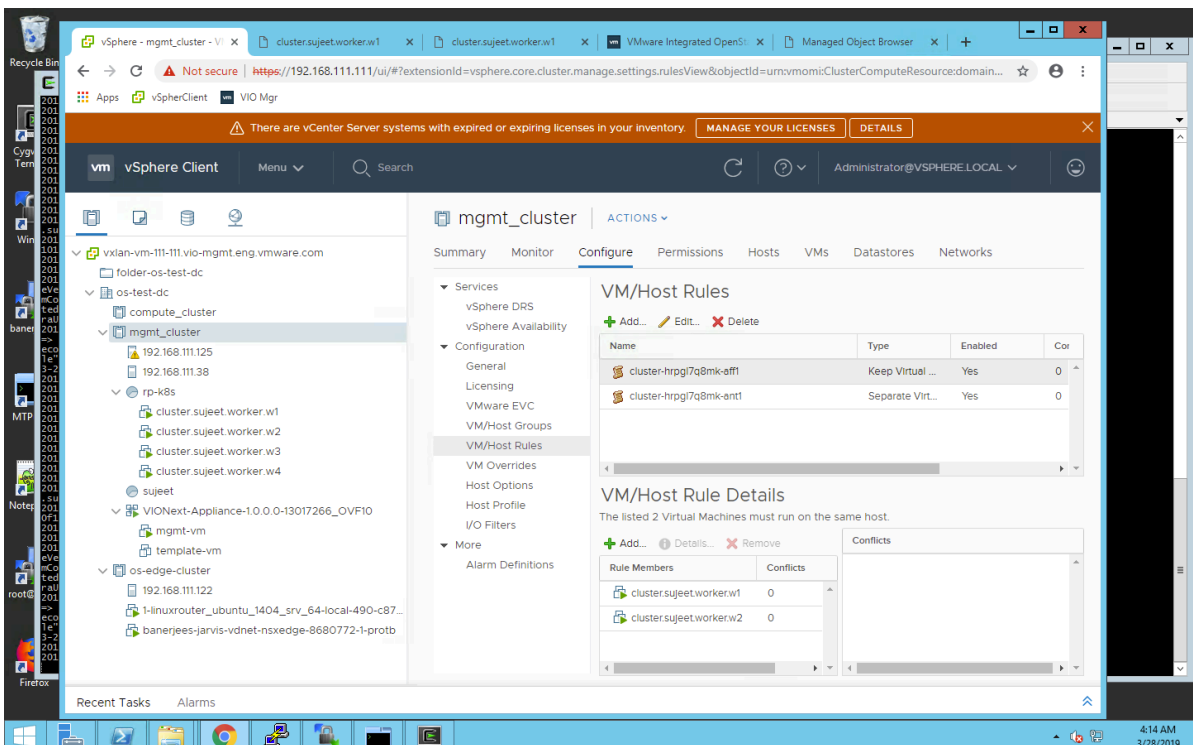 vSphere - mgmt_cluster - V
cluster.sujeet.worker.w1
cluster.sujeet.worker.w1
VMware Integrated OpenSt
Managed Object Browser
Recycle Bin
Not secure https://192.168.111.111/ui/#?extensionId=vsphere.core.cluster.manage.settings.rulesView&objectId=urn:vmomi:ClusterComputeResource:domain...
Apps vSpherClient vm VIO Mgr
There are vCenter Server systems with expired or expiring licenses in your inventory. MANAGE YOUR LICENSES DETAILS
vm vSphere Client Menu Search Administrator@VSPHERE.LOCAL
vxlan-vm-111-111.vio-mgmt.eng.vmware.com
folder-os-test-dc
os-test-dc
compute_cluster
mgmt_cluster
192.168.111.125
192.168.111.38
rp-k8s
cluster.sujeet.worker.w1
cluster.sujeet.worker.w2
cluster.sujeet.worker.w3
cluster.sujeet.worker.w4
sujeet
VIONext-Appliance-1.0.0.0-13017266_OVF10
mgmt-vm
template-vm
os-edge-cluster
192.168.111.122
1-linuxrouter_ubuntu_1404_srv_64-local-490-c87...
banerjees-jarvis-vdnet-nsxedge-8680772-1-protb
mgmt_cluster ACTIONS
Summary Monitor Configure Permissions Hosts VMs Datastores Networks
Services
vSphere DRS
vSphere Availability
Configuration
General
Licensing
VMware EVC
VM/Host Groups
VM/Host Rules
VM Overrides
Host Options
Host Profile
I/O Filters
More
Alarm Definitions
VM/Host Rules
Add... Edit... Delete
Name Type Enabled Cor
cluster-hrpgl7q8mk-aff1 Keep Virtual ... Yes 0
cluster-hrpgl7q8mk-ant1 Separate Virt... Yes 0
VM/Host Rule Details
The listed 2 Virtual Machines must run on the same host.
Add... Details... Remove
Conflicts
Rule Members Conflicts
cluster.sujeet.worker.w1 0
cluster.sujeet.worker.w2 0
Recent Tasks Alarms
Cygw
Term
Win
baner
MTP
Notep
root@
Firefox
4:14 AM
3/28/2019